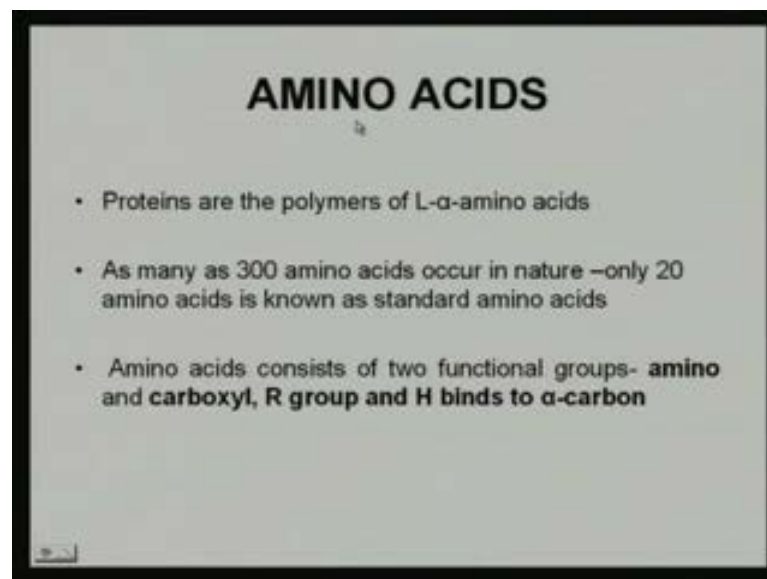 AMINO ACIDS
• Proteins are the polymers of L-α-amino acids
• As many as 300 amino acids occur in nature –only 20
amino acids is known as standard amino acids
• Amino acids consists of two functional groups- amino
and carboxyl, R group and H binds to α-carbon